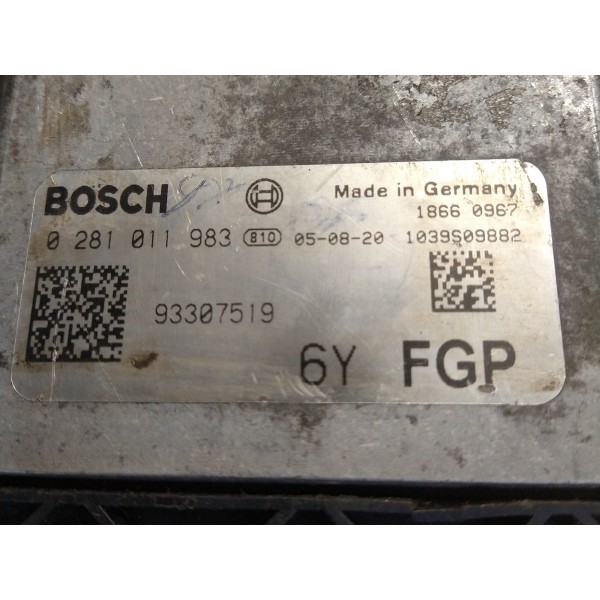 BOSCH
Made in Germany
1866 0967
0 281 011 983 810 05-08-20 1039S09882
93307519
6Y FGP